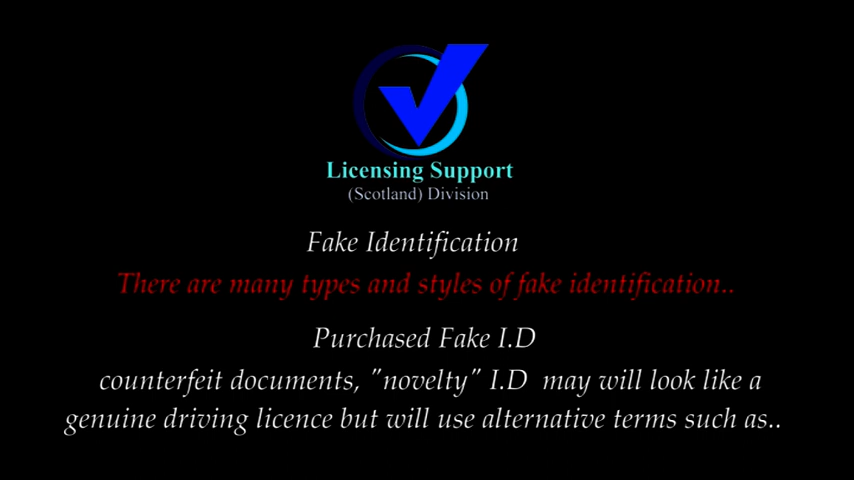 Licensing Support
(Scotland) Division
Fake Identification
There are many types and styles of fake identification..
Purchased Fake I.D
counterfeit documents, "novelty" I.D may will look like a
genuine driving licence but will use alternative terms such as..